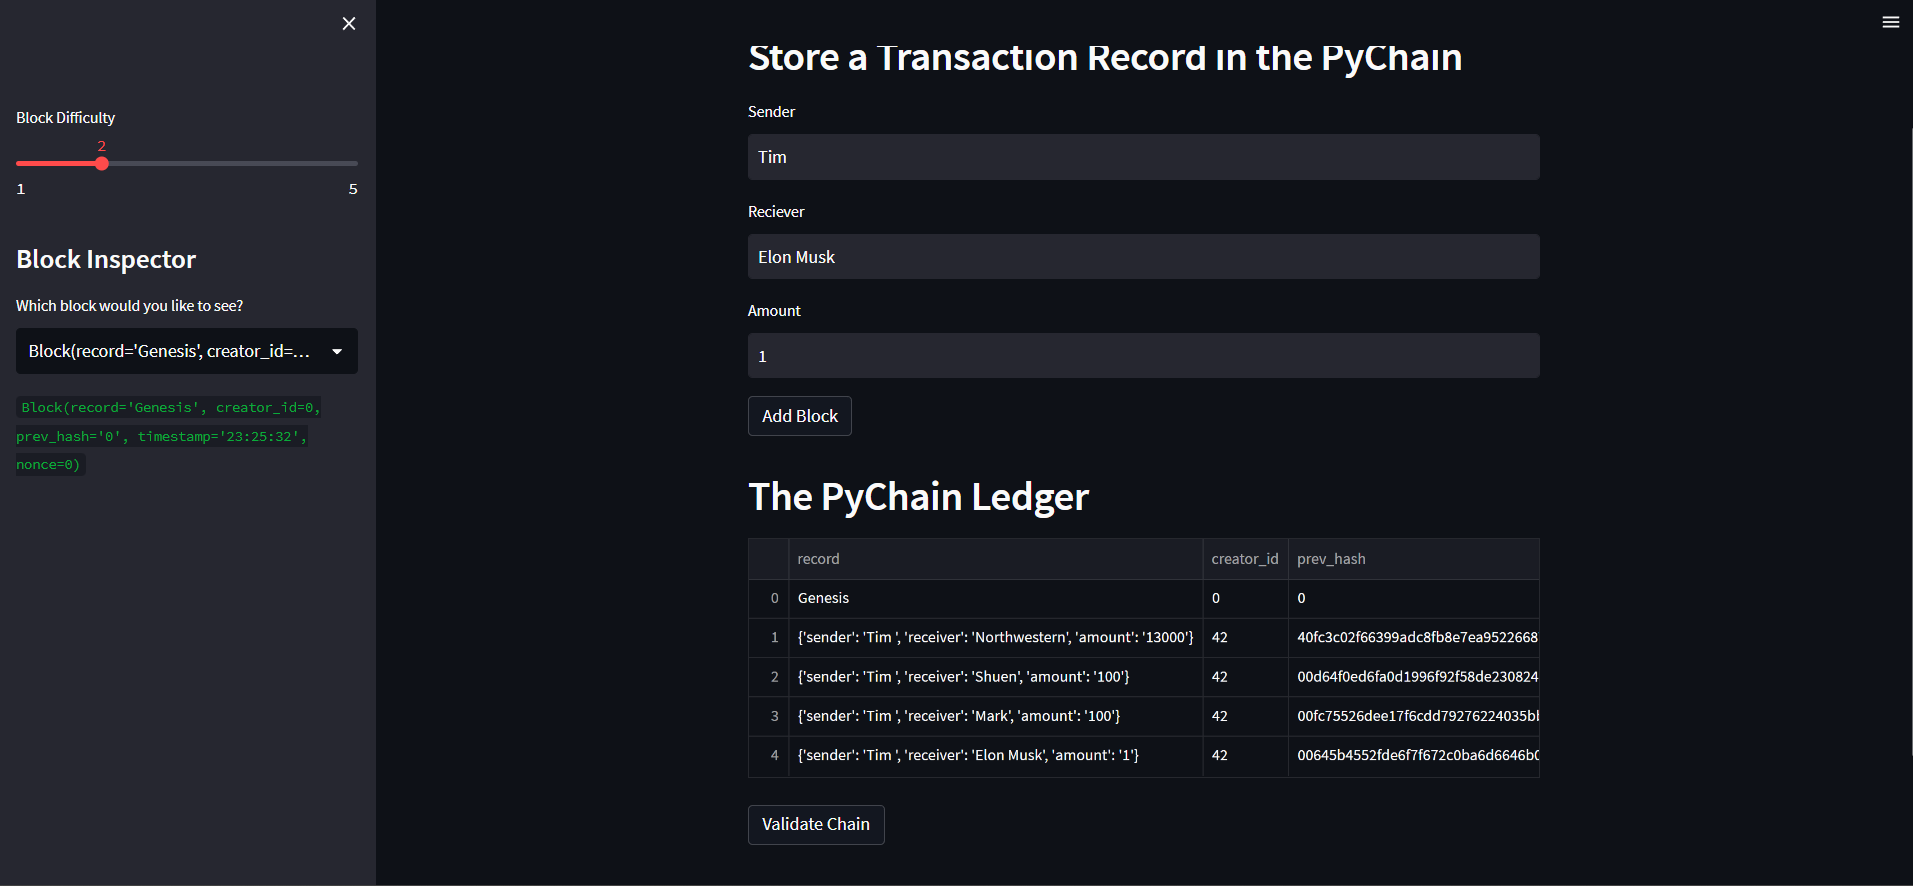 Block Difficulty
2
1 5
Block Inspector
Which block would you like to see?
Block(record='Genesis', creator_id=...
Block(record='Genesis', creator_id=0,
prev_hash='0', timestamp='23:25:32',
nonce=0)
Store a Transaction Record in the PyChain
Sender
Tim
Reciever
Elon Musk
Amount
1
Add Block
The PyChain Ledger
record creator_id prev_hash
0 Genesis 0 0
1 {'sender': 'Tim ', 'receiver': 'Northwestern', 'amount': '13000'} 42 40fc3c02f66399adc8fb8e7ea9522668
2 {'sender': 'Tim ', 'receiver': 'Shuen', 'amount': '100'} 42 00d64f0ed6fa0d1996f92f58de230824
3 {'sender': 'Tim ', 'receiver': 'Mark', 'amount': '100'} 42 00fc75526dee17f6cdd79276224035b
4 {'sender': 'Tim ', 'receiver': 'Elon Musk', 'amount': '1'} 42 00645b4552fde6f7f672c0ba6d6646b0
Validate Chain